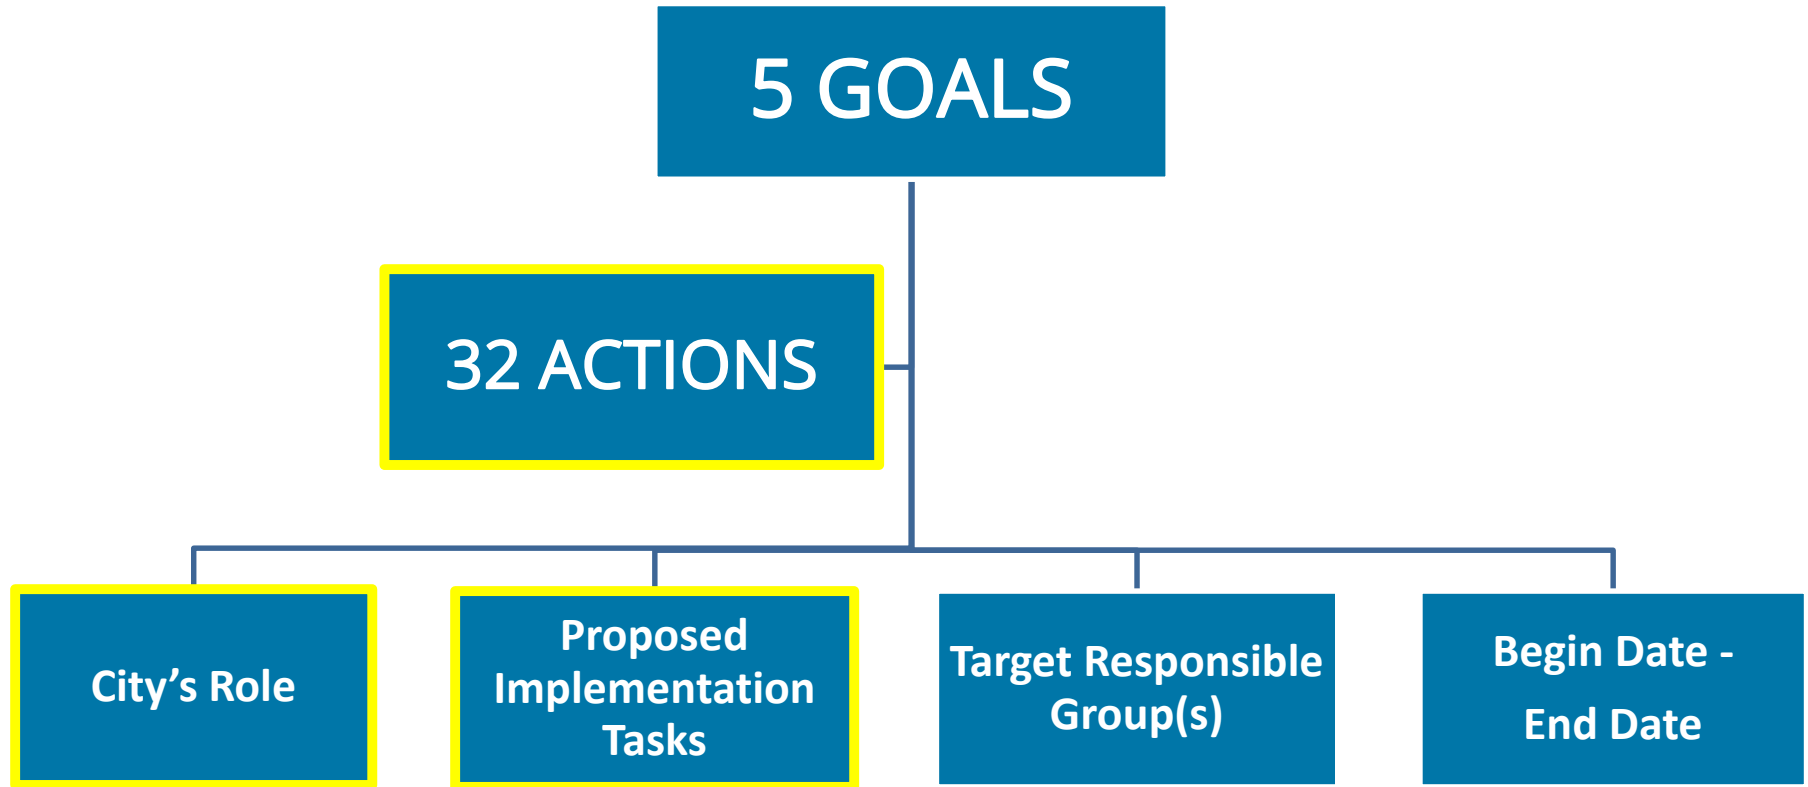 5 GOALS
32 ACTIONS
City’s Role
Proposed
Implementation
Tasks
Target Responsible
Group(s)
Begin Date -
End Date